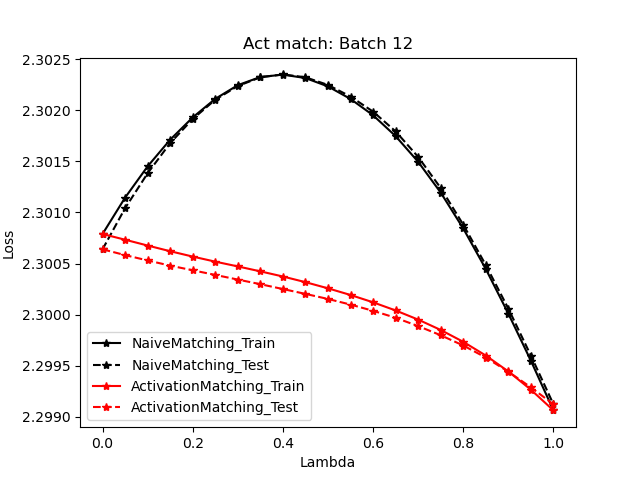 Act match: Batch 12
Loss
2.3025
2.3020
2.3015
2.3010
2.3005
2.3000
2.2995
2.2990
NaiveMatching_Train
NaiveMatching_Test
ActivationMatching_Train
ActivationMatching_Test
0.0 0.2 0.4 0.6 0.8 1.0
Lambda